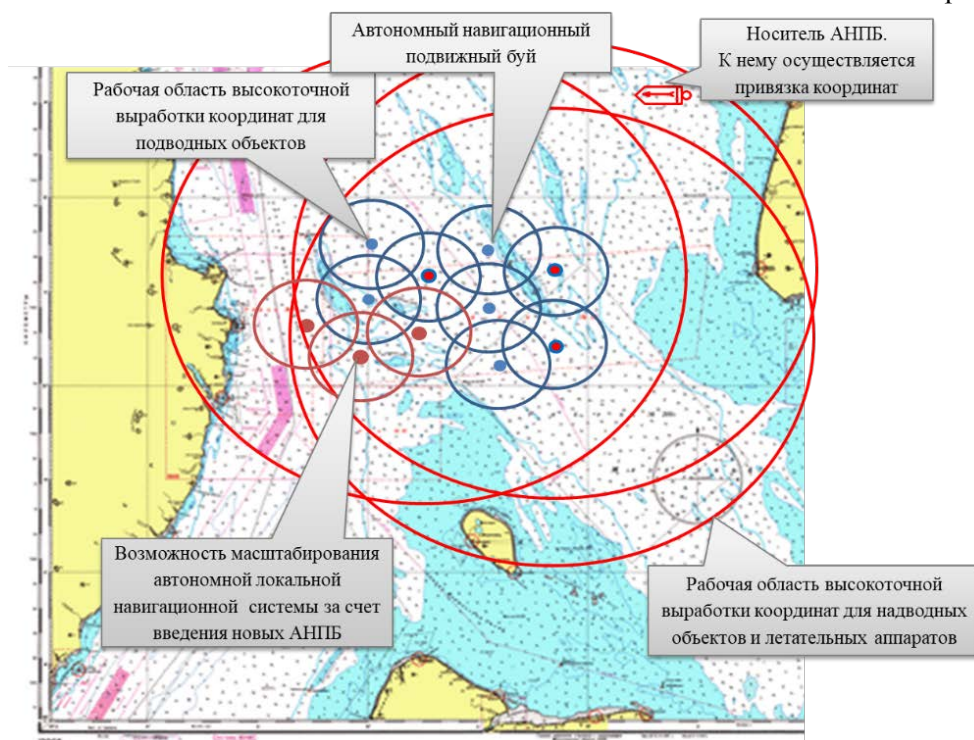 Автономный навигационный
подвижный буй
Носитель АНПБ.
К нему осуществляется
привязка координат
Рабочая область высокоточной
выработки координат для
подводных объектов
Возможность масштабирования
автономной локальной
навигационной системы за счет
введения новых АНПБ
Рабочая область высокоточной
выработки координат для надводных
объектов и летательных аппаратов